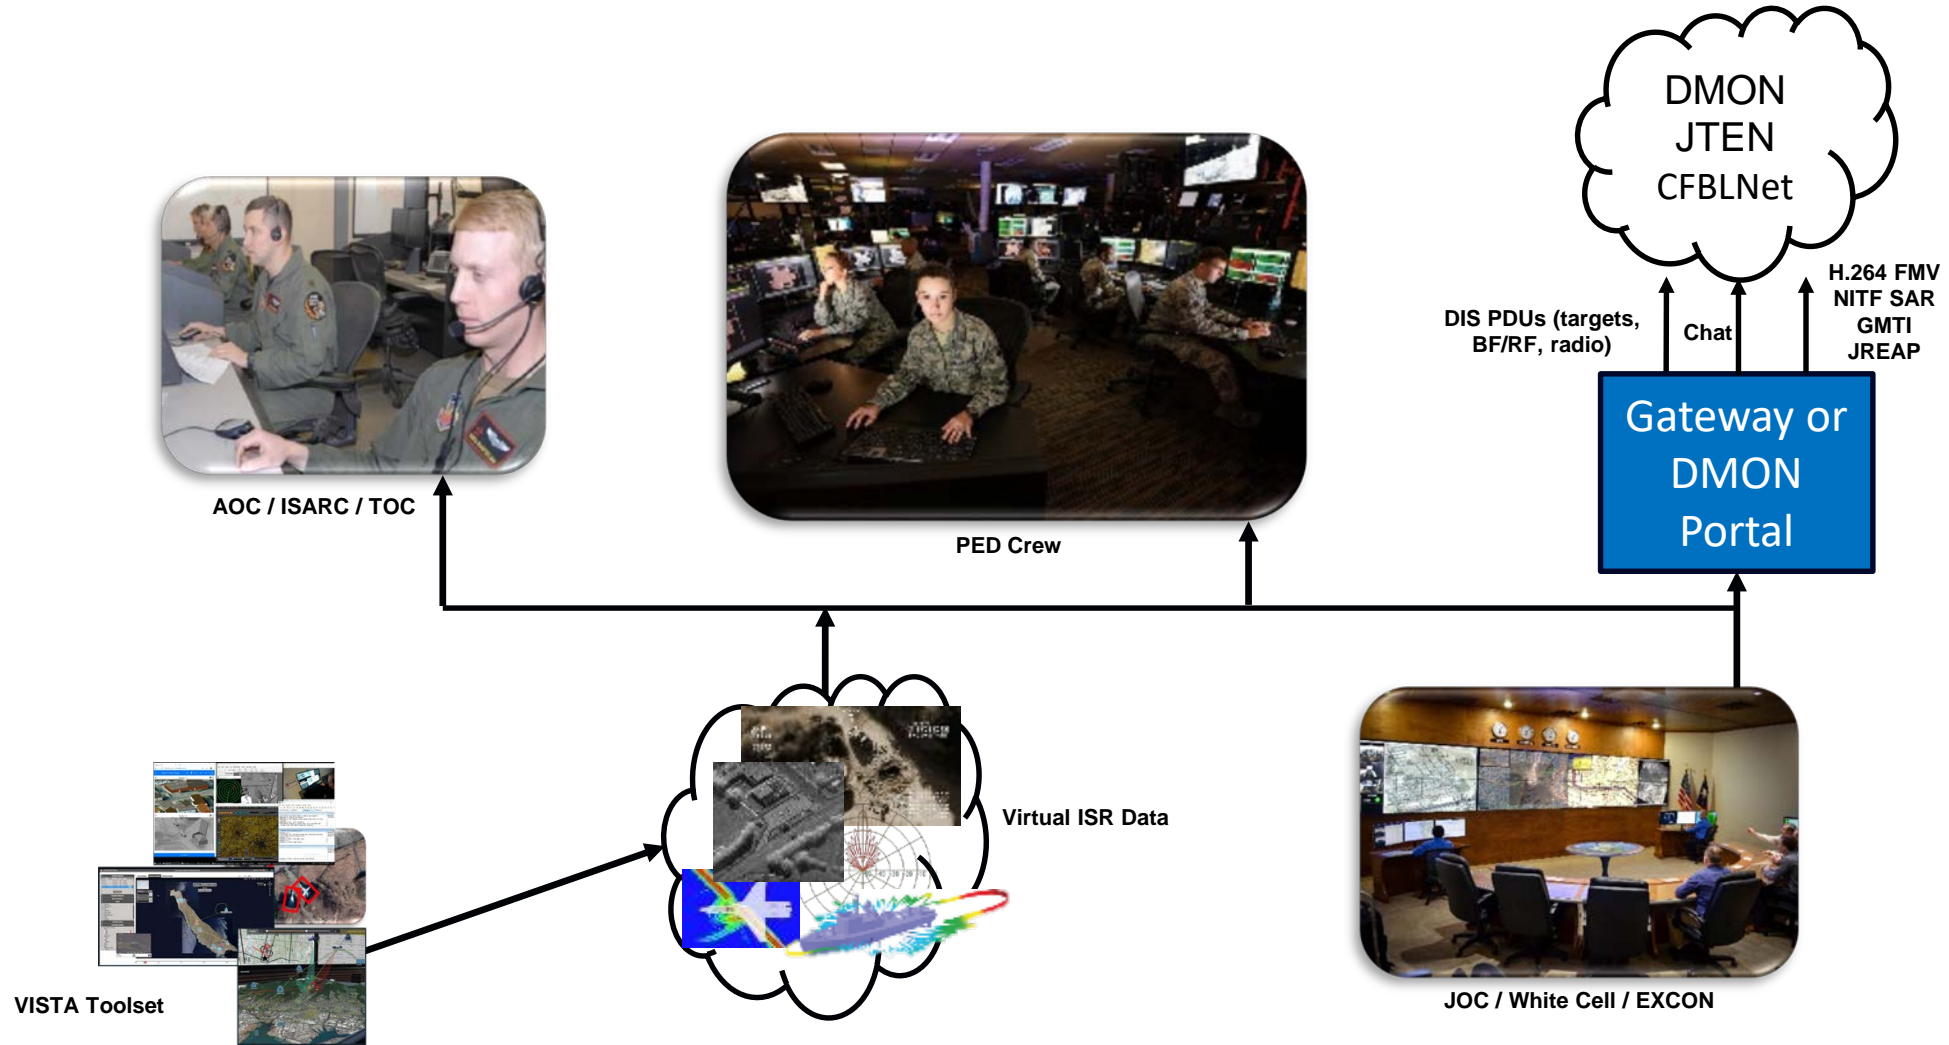 DMON
JTEN
CFBLNet
H.264 FMV
NITF SAR
GMTI
JREAP
DIS PDUs (targets,
BF/RF, radio)
Chat
Gateway or
DMON
Portal
AOC / ISARC / TOC
PED Crew
Virtual ISR Data
VISTA Toolset
JOC / White Cell / EXCON